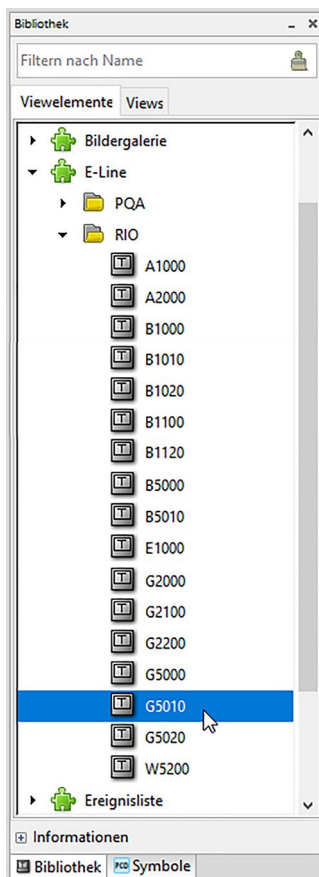 Bibliothek
Filtern nach Name
Viewelemente Views
Bildergalerie
E-Line
PQA
RIO
A1000
A2000
B1000
B1010
B1020
B1100
B1120
B5000
B5010
E1000
G2000
G2100
G2200
G5000
G5010
G5020
W5200
Ereignisliste
Informationen
Bibliothek PCD Symbole